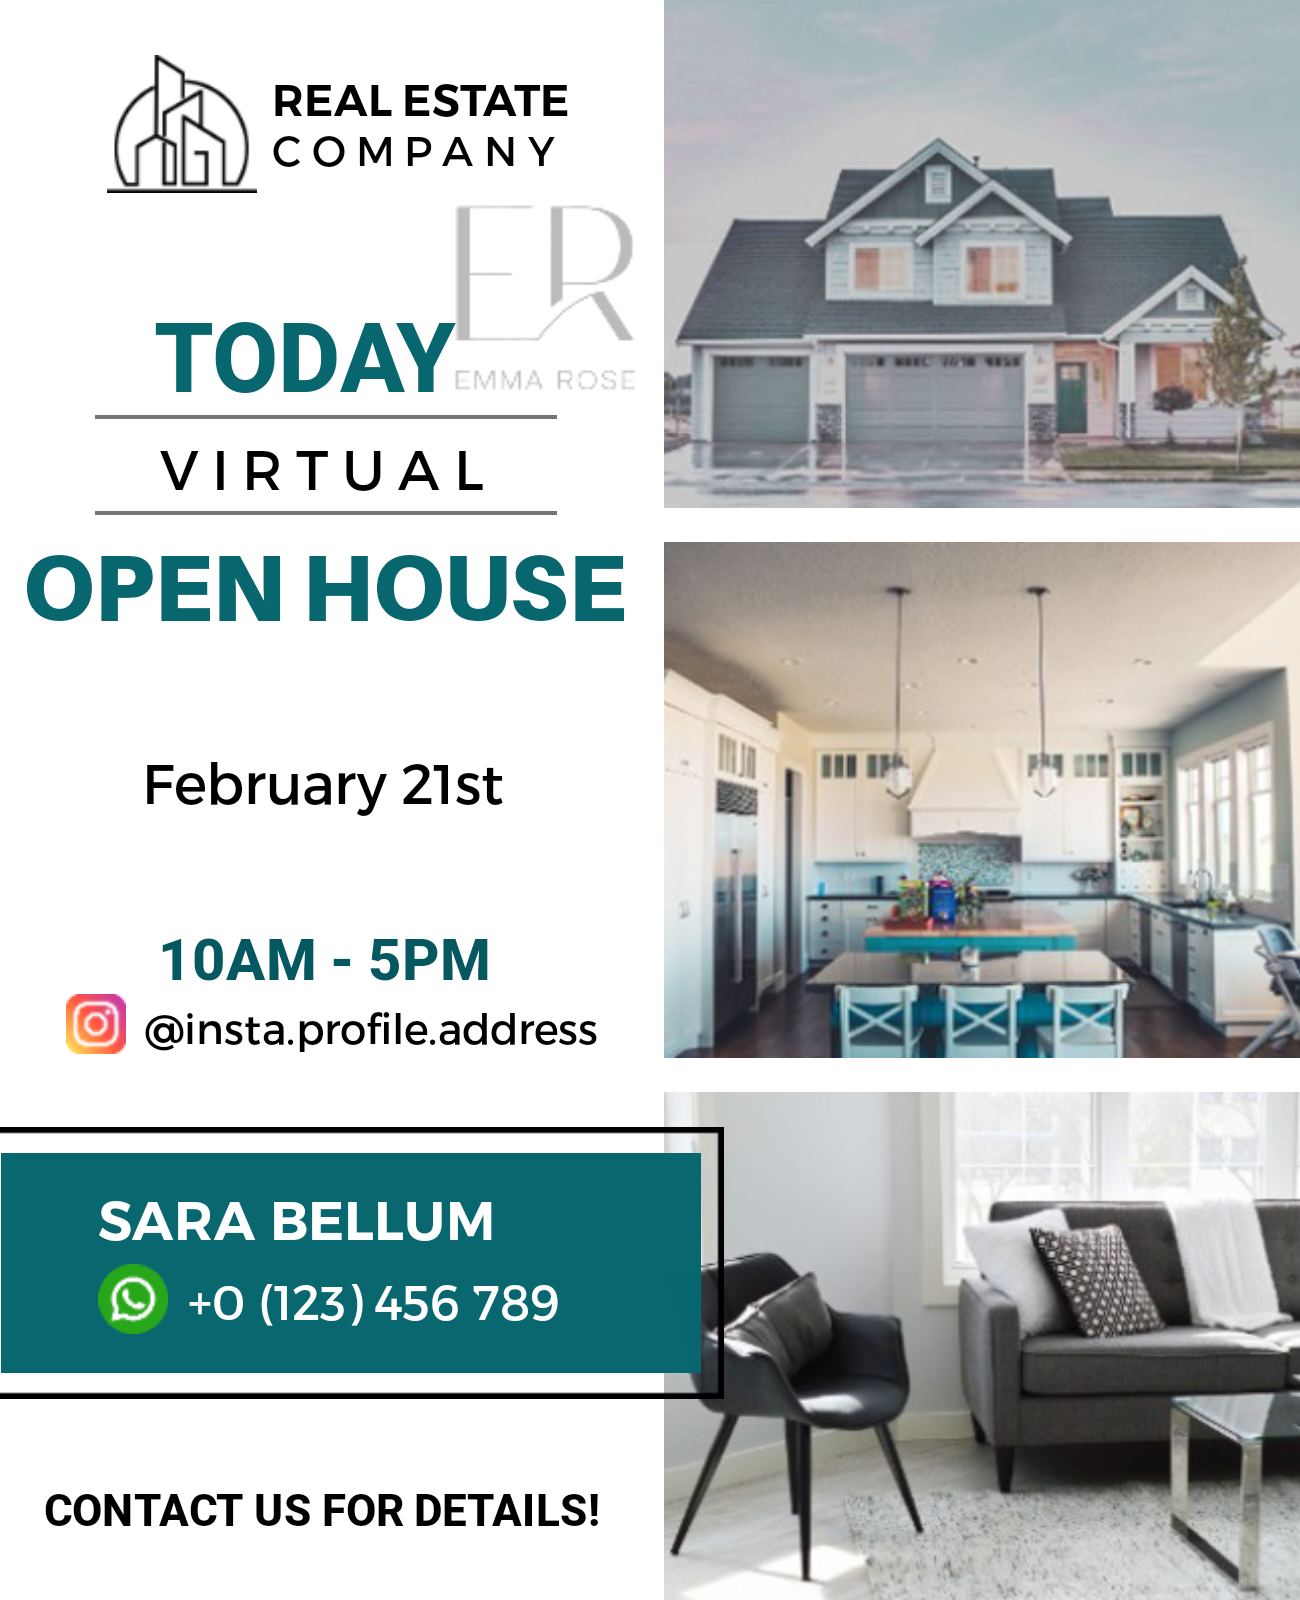 REAL ESTATE
COMPANY
ER
EMMA ROSE
TODAY
VIRTUAL
OPEN HOUSE
February 21st
10AM - 5PM
@insta.profile.address
SARA BELLUM
+0 (123) 456 789
CONTACT US FOR DETAILS!